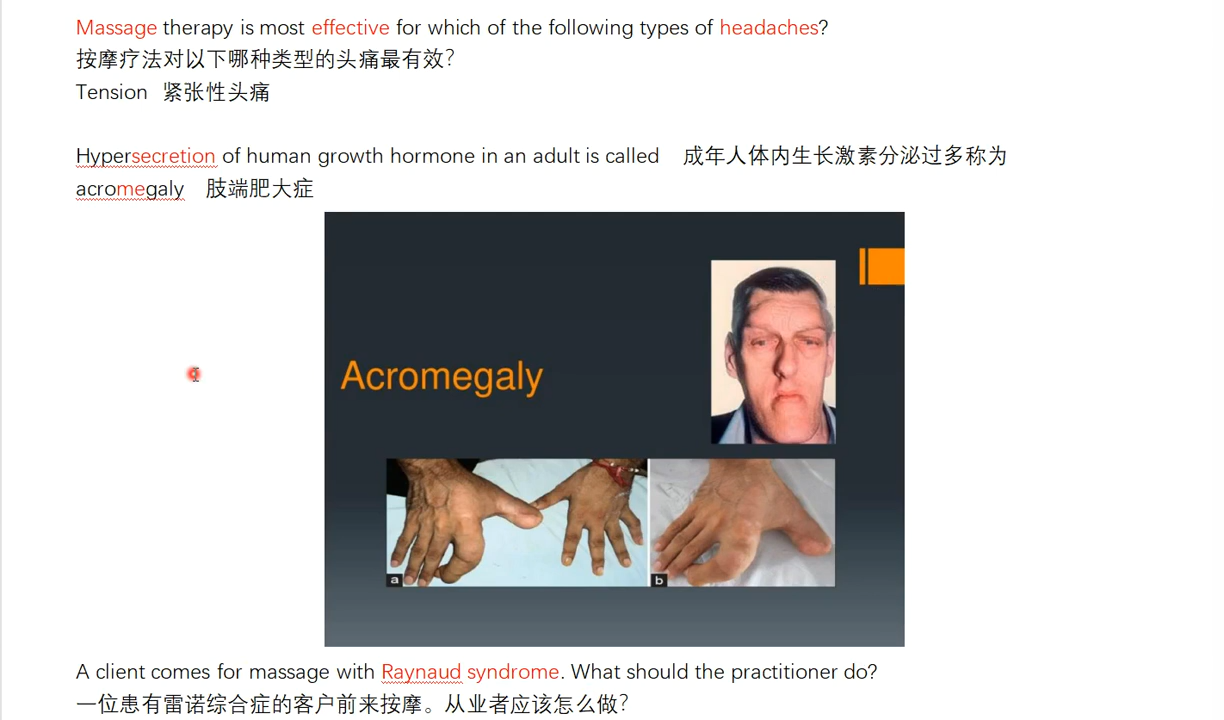 Massage therapy is most effective for which of the following types of headaches?
按摩疗法对以下哪种类型的头痛最有效?
Tension 紧张性头痛
Hypersecretion of human growth hormone in an adult is called 成年人体内生长激素分泌过多称为
acromegaly 肢端肥大症
Acromegaly
a b
A client comes for massage with Raynaud syndrome. What should the practitioner do?
一位患有雷诺综合症的客户前来按摩。从业者应该怎么做?